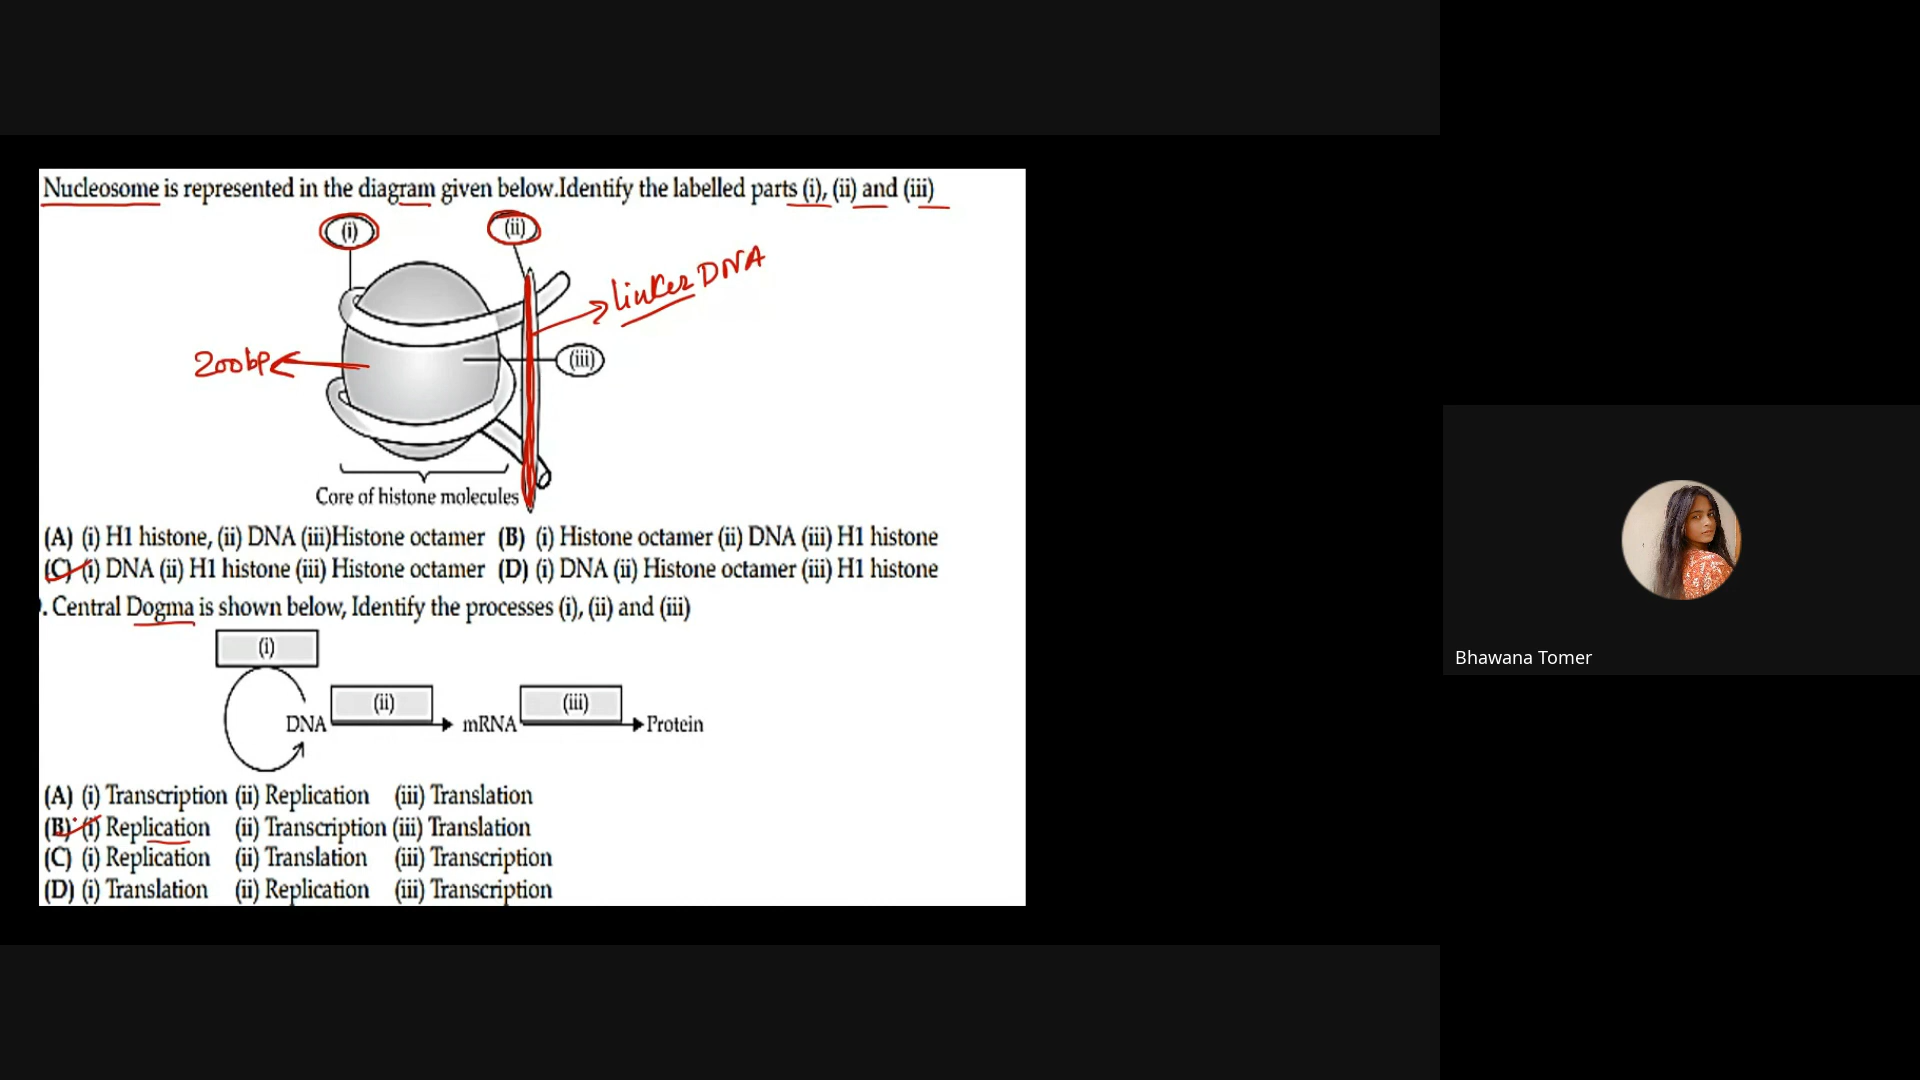 Nucleosome is represented in the diagram given below.Identify the labelled parts (i), (ii) and (iii)
(i)
(ii)
linker DNA
200bp
(iii)
Core of histone molecules
(A) (i) H1 histone, (ii) DNA (iii)Histone octamer (B) (i) Histone octamer (ii) DNA (iii) H1 histone
(C) (i) DNA (ii) H1 histone (iii) Histone octamer (D) (i) DNA (ii) Histone octamer (iii) H1 histone
. Central Dogma is shown below, Identify the processes (i), (ii) and (iii)
(i)
(ii)
(iii)
DNA
mRNA
Protein
(A) (i) Transcription (ii) Replication (iii) Translation
(B) (i) Replication (ii) Transcription (iii) Translation
(C) (i) Replication (ii) Translation (iii) Transcription
(D) (i) Translation (ii) Replication (iii) Transcription
Bhawana Tomer